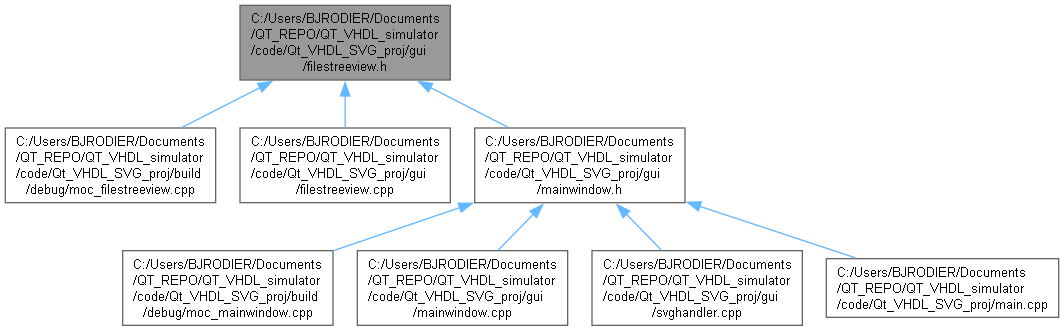 C:/Users/BJRODIER/Documents
/QT_REPO/QT_VHDL_simulator
/code/Qt_VHDL_SVG_proj/gui
/filestreeview.h
C:/Users/BJRODIER/Documents
/QT_REPO/QT_VHDL_simulator
/code/Qt_VHDL_SVG_proj/build
/debug/moc_filestreeview.cpp
C:/Users/BJRODIER/Documents
/QT_REPO/QT_VHDL_simulator
/code/Qt_VHDL_SVG_proj/gui
/filestreeview.cpp
C:/Users/BJRODIER/Documents
/QT_REPO/QT_VHDL_simulator
/code/Qt_VHDL_SVG_proj/gui
/mainwindow.h
C:/Users/BJRODIER/Documents
/QT_REPO/QT_VHDL_simulator
/code/Qt_VHDL_SVG_proj/build
/debug/moc_mainwindow.cpp
C:/Users/BJRODIER/Documents
/QT_REPO/QT_VHDL_simulator
/code/Qt_VHDL_SVG_proj/gui
/mainwindow.cpp
C:/Users/BJRODIER/Documents
/QT_REPO/QT_VHDL_simulator
/code/Qt_VHDL_SVG_proj/gui
/svghandler.cpp
C:/Users/BJRODIER/Documents
/QT_REPO/QT_VHDL_simulator
/code/Qt_VHDL_SVG_proj/main.cpp